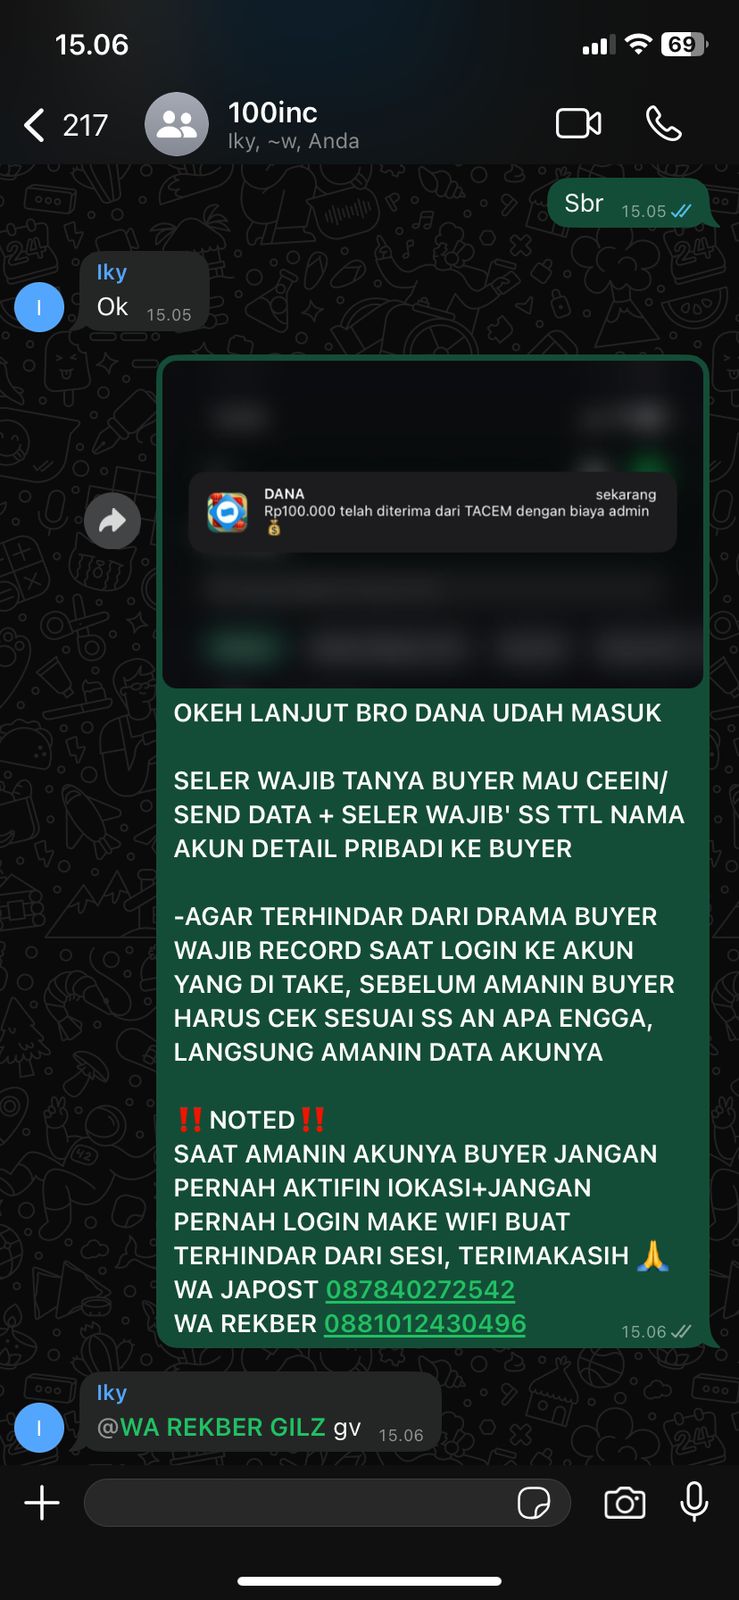 15.06
69
217
100inc
Iky, ~w, Anda
Sbr 15.05
Iky
Ok 15.05
DANA sekarang
Rp100.000 telah diterima dari TACEM dengan biaya admin
💰
OKEH LANJUT BRO DANA UDAH MASUK
SELER WAJIB TANYA BUYER MAU CEEIN/
SEND DATA + SELER WAJIB' SS TTL NAMA
AKUN DETAIL PRIBADI KE BUYER
-AGAR TERHINDAR DARI DRAMA BUYER
WAJIB RECORD SAAT LOGIN KE AKUN
YANG DI TAKE, SEBELUM AMANIN BUYER
HARUS CEK SESUAI SS AN APA ENGGA,
LANGSUNG AMANIN DATA AKUNYA
‼️NOTED‼️
SAAT AMANIN AKUNYA BUYER JANGAN
PERNAH AKTIFIN lOKASI+JANGAN
PERNAH LOGIN MAKE WIFI BUAT
TERHINDAR DARI SESI, TERIMAKASIH 🙏
WA JAPOST 087840272542
WA REKBER 0881012430496 15.06
I
Iky
@WA REKBER GILZ gv 15.06
I